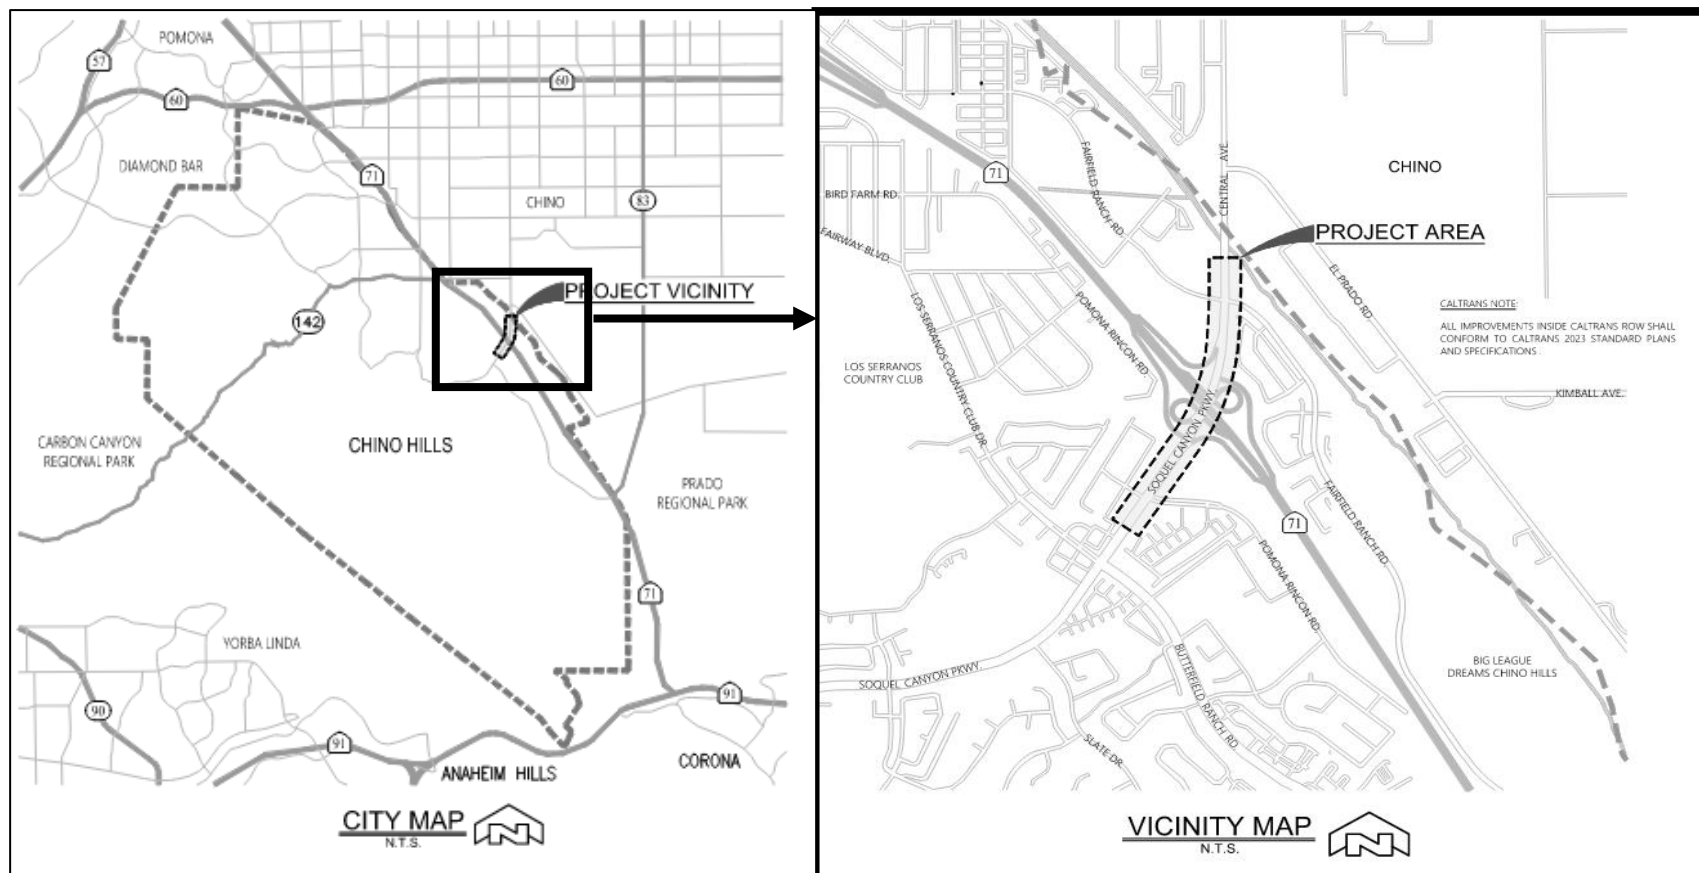 POMONA
57
60
60
DIAMOND BAR
71
CHINO
83
PROJECT VICINITY
142
CARBON CANYON
REGIONAL PARK
CHINO HILLS
PRADO
REGIONAL PARK
71
YORBA LINDA
90
91
91
ANAHEIM HILLS
CORONA
CITY MAP
N.T.S.
N
71
FAIRFIELD RANCH RD.
CENTRAL AVE
CHINO
BIRD FARM RD.
FAIRWAY BLVD.
PROJECT AREA
EL PRADO RD.
CALTRANS NOTE:
ALL IMPROVEMENTS INSIDE CALTRANS ROW SHALL
CONFORM TO CALTRANS 2023 STANDARD PLANS
AND SPECIFICATIONS.
POMONA RINCON RD.
LOS SERRANOS
COUNTRY CLUB
LOS SERRANOS COUNTRY CLUB DR.
KIMBALL AVE.
SOQUEL CANYON PKWY.
71
FAIRFIELD RANCH RD.
POMONA RINCON RD.
SOQUEL CANYON PKWY.
BUTTERFIELD RANCH RD.
BIG LEAGUE
DREAMS CHINO HILLS
SLATE DR.
VICINITY MAP
N.T.S.
N